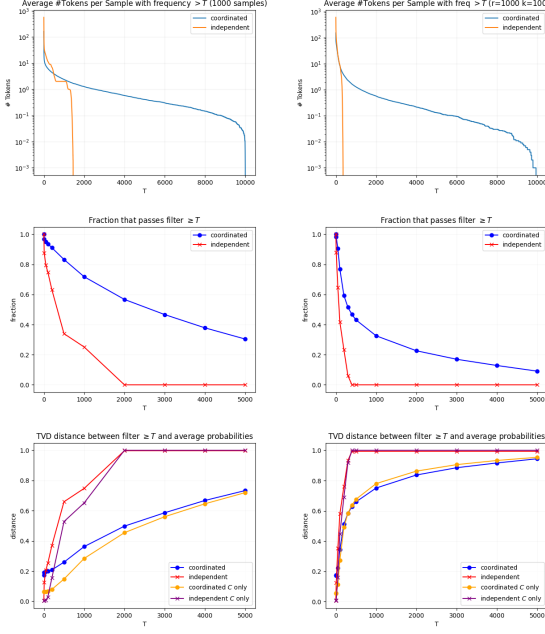 Average #Tokens per Sample with frequency > T (1000 samples)
10³
10²
10¹
10⁰
10⁻¹
10⁻²
10⁻³
# Tokens
coordinated
independent
0 2000 4000 6000 8000 10000
T
Average #Tokens per Sample with freq > T (r=1000 k=100
10³
10²
10¹
10⁰
10⁻¹
10⁻²
10⁻³
# Tokens
coordinated
independent
0 2000 4000 6000 8000 10000
T
Fraction that passes filter ≥ T
1.0
0.8
0.6
0.4
0.2
0.0
fraction
coordinated
independent
0 1000 2000 3000 4000 5000
T
Fraction that passes filter ≥ T
1.0
0.8
0.6
0.4
0.2
0.0
fraction
coordinated
independent
0 1000 2000 3000 4000 5000
T
TVD distance between filter ≥ T and average probabilities
1.0
0.8
0.6
0.4
0.2
0.0
distance
coordinated
independent
coordinated C only
independent C only
0 1000 2000 3000 4000 5000
T
TVD distance between filter ≥ T and average probabilities
1.0
0.8
0.6
0.4
0.2
0.0
distance
coordinated
independent
coordinated C only
independent C only
0 1000 2000 3000 4000 5000
T